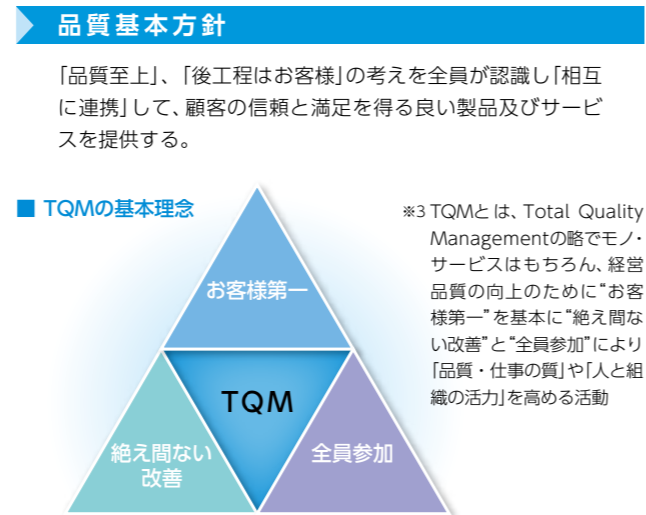 品質基本方針
「品質至上」、「後工程はお客様」の考えを全員が認識し「相互
に連携」して、顧客の信頼と満足を得る良い製品及びサービ
スを提供する。
■ TQMの基本理念
お客様第一
TQM
絶え間ない
改善
全員参加
※3 TQMとは、Total Quality
Managementの略でモノ・
サービスはもちろん、経営
品質の向上のために“お客
様第一”を基本に“絶え間な
い改善”と“全員参加”により
「品質・仕事の質」や「人と組
織の活力」を高める活動